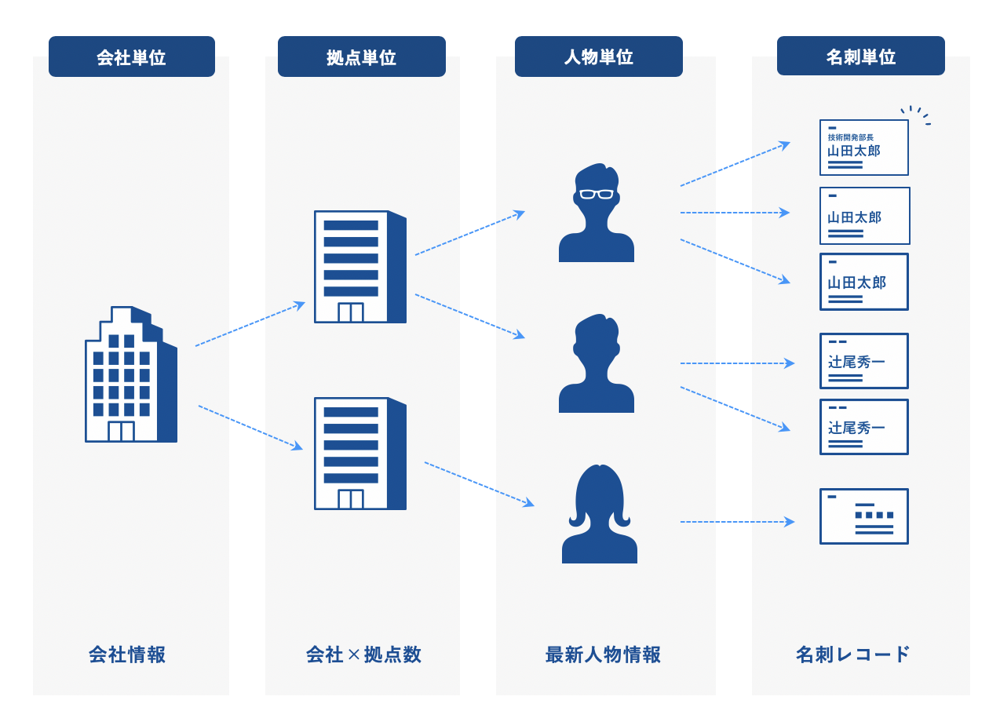 会社単位
拠点単位
人物単位
名刺単位
技術開発部長
山田太郎
山田太郎
山田太郎
辻尾秀一
辻尾秀一
会社情報
会社×拠点数
最新人物情報
名刺レコード